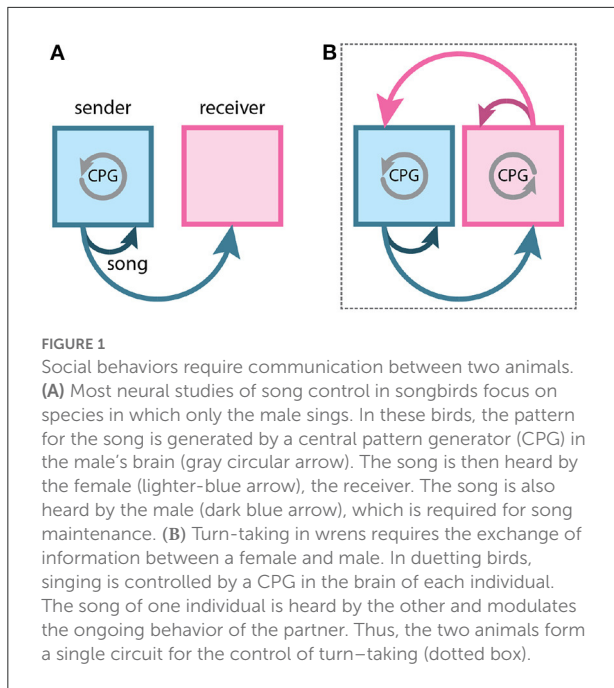 A
B
sender
receiver
CPG
CPG
CPG
song
FIGURE 1
Social behaviors require communication between two animals.
(A) Most neural studies of song control in songbirds focus on
species in which only the male sings. In these birds, the pattern
for the song is generated by a central pattern generator (CPG) in
the male's brain (gray circular arrow). The song is then heard by
the female (lighter-blue arrow), the receiver. The song is also
heard by the male (dark blue arrow), which is required for song
maintenance. (B) Turn-taking in wrens requires the exchange of
information between a female and male. In duetting birds,
singing is controlled by a CPG in the brain of each individual.
The song of one individual is heard by the other and modulates
the ongoing behavior of the partner. Thus, the two animals form
a single circuit for the control of turn–taking (dotted box).